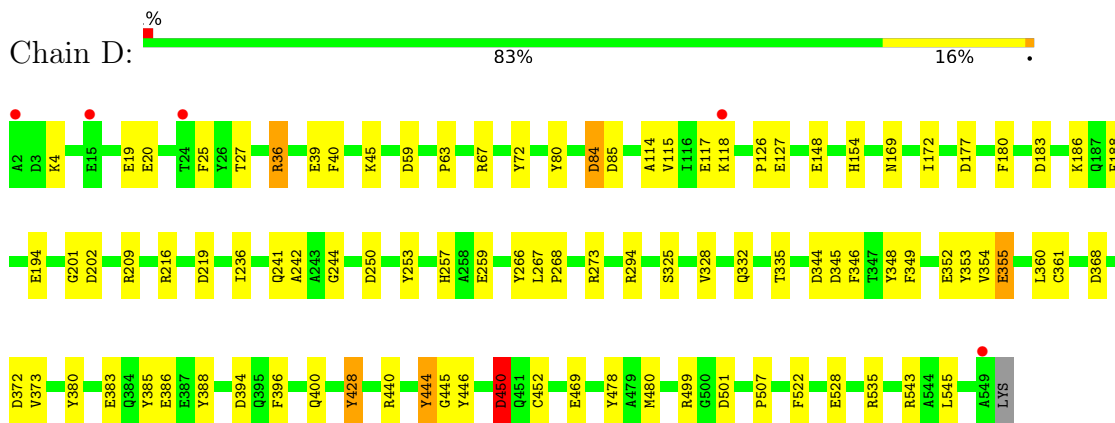 .%
Chain D:
83% 16% •
A2 D3 K4 E15 E19 E20 T24 F25 Y26 T27 R36 E39 F40 K45 D59 P63 R67 Y72 Y80 D84 D85 A114 V115 I116 E117 K118 P126 E127 E148 H154 N169 I172 D177 F180 D183 K186 Q187 E188
E194 G201 D202 R209 R216 D219 I236 Q241 A242 A243 G244 D250 Y253 H257 A258 E259 Y266 L267 P268 R273 R294 S325 V328 Q332 T335 D344 D345 F346 T347 Y348 F349 E352 Y353 V354 E355 L360 C361 D368
D372 V373 Y380 E383 Q384 Y385 E386 E387 Y388 D394 Q395 F396 Q400 Y428 R440 Y444 G445 Y446 D450 Q451 C452 E469 Y478 A479 M480 R499 G500 D501 P507 F522 E528 R535 R543 A544 L545 A549 LYS